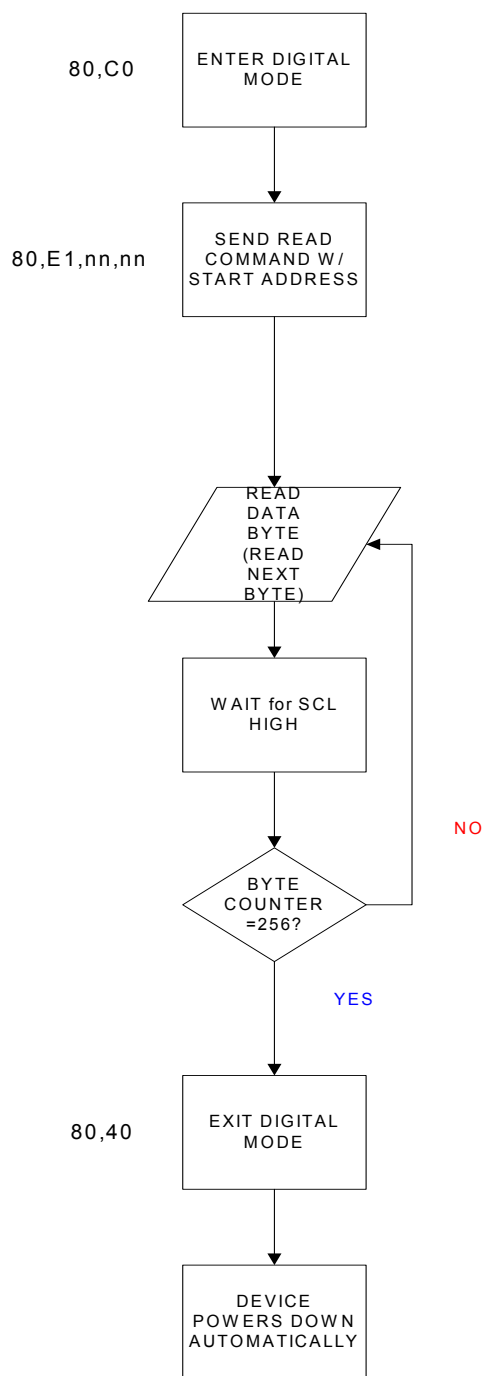 80,C0
ENTER DIGITAL
MODE
80,E1,nn,nn
SEND READ
COMMAND W/
START ADDRESS
READ
DATA
BYTE
(READ
NEXT
BYTE)
WAIT for SCL
HIGH
NO
BYTE
COUNTER
=256?
YES
80,40
EXIT DIGITAL
MODE
DEVICE
POWERS DOWN
AUTOMATICALLY